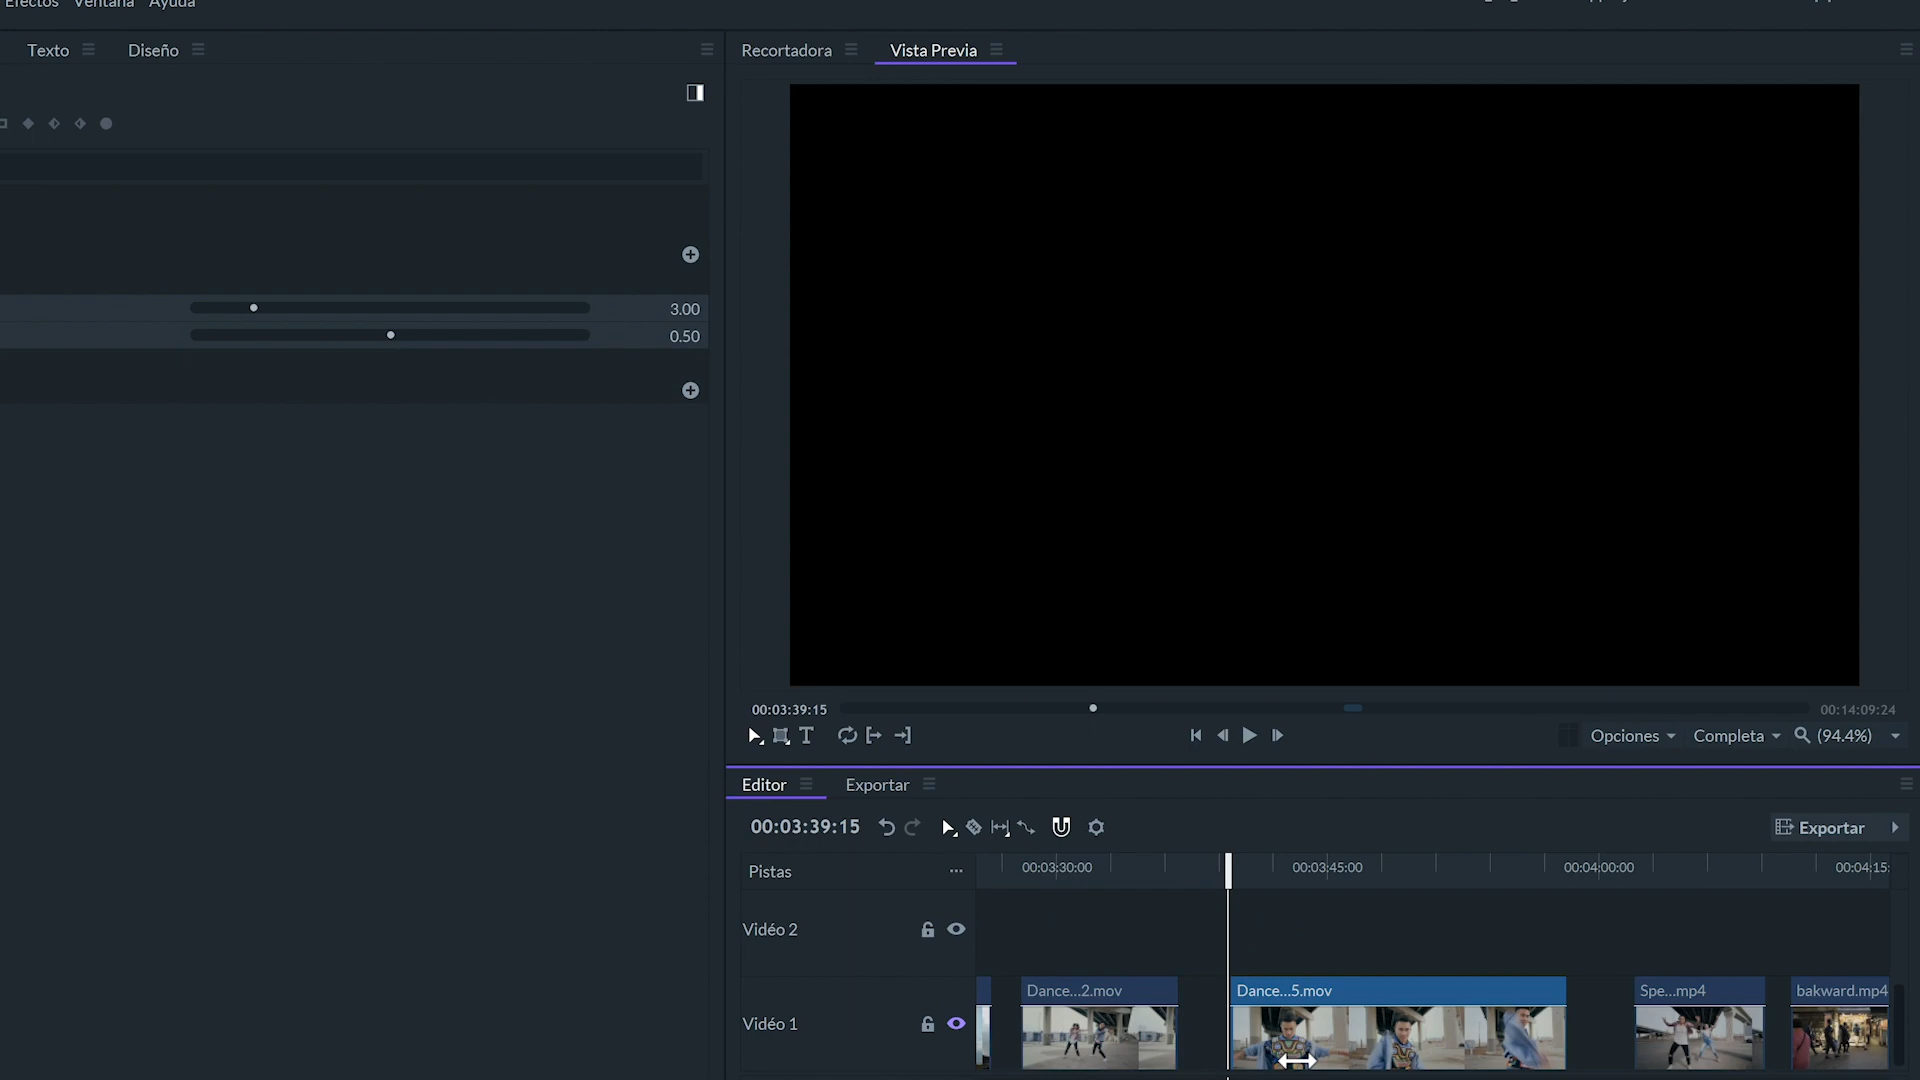 Efectos Ventana Ayuda
Texto Diseño
Recortadora Vista Previa
3.00
0.50
00:03:39:15
00:14:09:24
Opciones Completa (94.4%)
Editor Exportar
00:03:39:15
Exportar
Pistas
00:03:30:00 00:03:45:00 00:04:00:00 00:04:15:
Vidéo 2
Dance...2.mov Dance...5.mov Spe...mp4 bakward.mp4
Vidéo 1